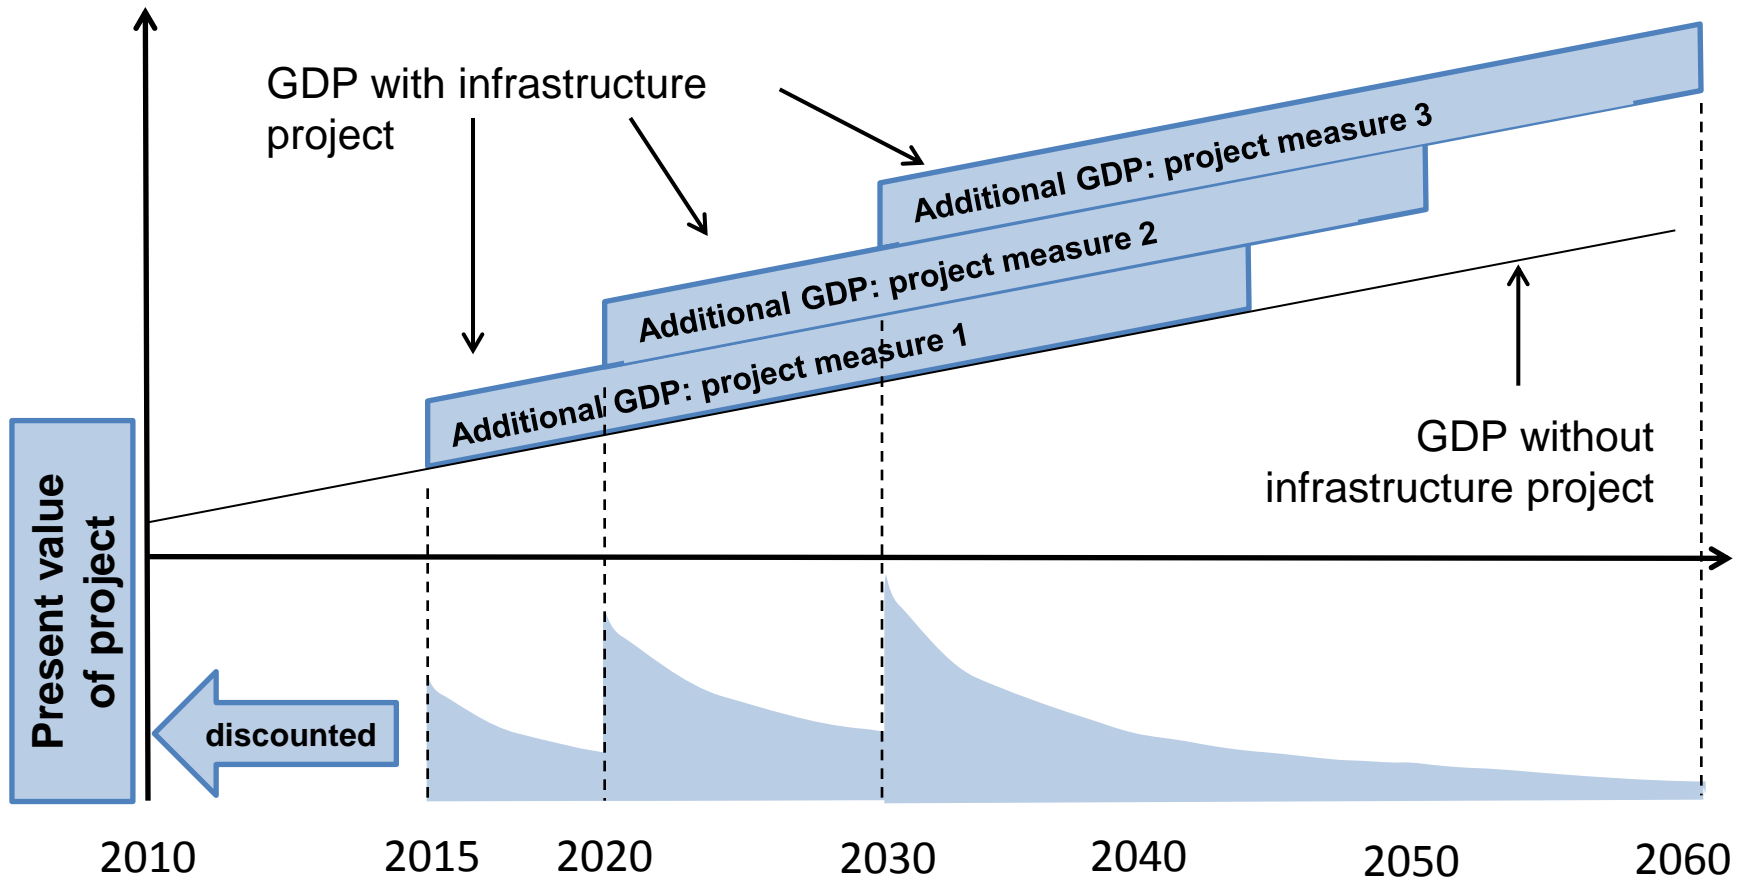 GDP with infrastructure
project
Additional GDP: project measure 3
Additional GDP: project measure 2
Additional GDP: project measure 1
GDP without
infrastructure project
Present value
of project
discounted
2010 2015 2020 2030 2040 2050 2060